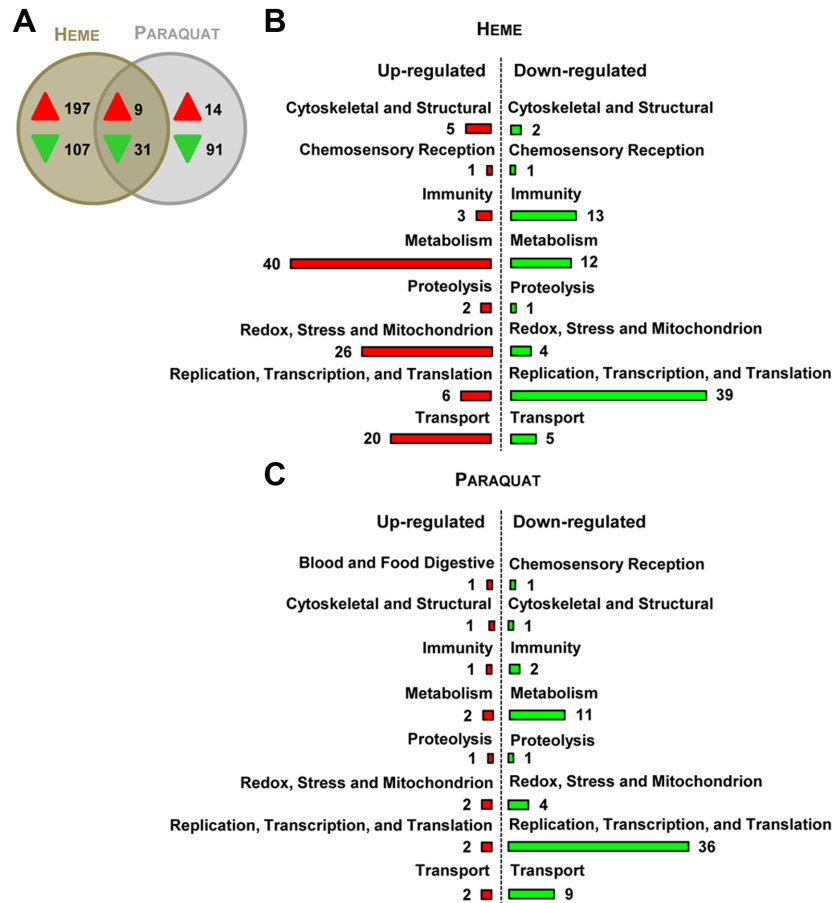 A
HEME
PARAQUAT
197
9
14
107
31
91
B
HEME
Up-regulated
Down-regulated
Cytoskeletal and Structural
Cytoskeletal and Structural
5
2
Chemosensory Reception
Chemosensory Reception
1
1
Immunity
Immunity
3
13
Metabolism
Metabolism
40
12
Proteolysis
Proteolysis
2
1
Redox, Stress and Mitochondrion
Redox, Stress and Mitochondrion
26
4
Replication, Transcription, and Translation
Replication, Transcription, and Translation
6
39
Transport
Transport
20
5
C
PARAQUAT
Up-regulated
Down-regulated
Blood and Food Digestive
Chemosensory Reception
1
1
Cytoskeletal and Structural
Cytoskeletal and Structural
1
1
Immunity
Immunity
1
2
Metabolism
Metabolism
2
11
Proteolysis
Proteolysis
1
1
Redox, Stress and Mitochondrion
Redox, Stress and Mitochondrion
2
4
Replication, Transcription, and Translation
Replication, Transcription, and Translation
2
36
Transport
Transport
2
9